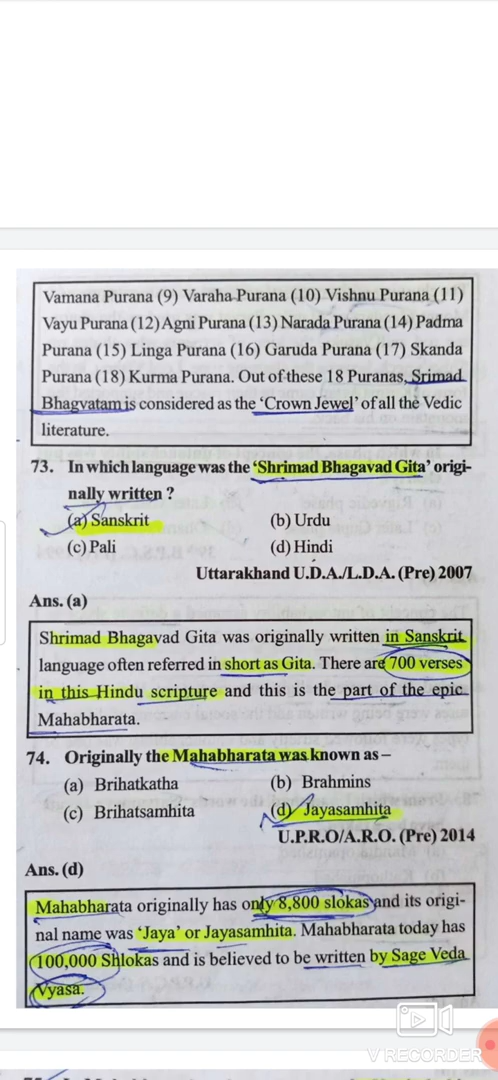 Vamana Purana (9) Varaha Purana (10) Vishnu Purana (11)
Vayu Purana (12) Agni Purana (13) Narada Purana (14) Padma
Purana (15) Linga Purana (16) Garuda Purana (17) Skanda
Purana (18) Kurma Purana. Out of these 18 Puranas, Srimad
Bhagvatam is considered as the ‘Crown Jewel’ of all the Vedic
literature.
73. In which language was the ‘Shrimad Bhagavad Gita’ origi-
nally written ?
(a) Sanskrit (b) Urdu
(c) Pali (d) Hindi
Uttarakhand U.D.A./L.D.A. (Pre) 2007
Ans. (a)
Shrimad Bhagavad Gita was originally written in Sanskrit
language often referred in short as Gita. There are 700 verses
in this Hindu scripture and this is the part of the epic
Mahabharata.
74. Originally the Mahabharata was known as –
(a) Brihatkatha (b) Brahmins
(c) Brihatsamhita (d) Jayasamhita
U.P.R.O/A.R.O. (Pre) 2014
Ans. (d)
Mahabharata originally has only 8,800 slokas and its origi-
nal name was ‘Jaya’ or Jayasamhita. Mahabharata today has
100,000 Shlokas and is believed to be written by Sage Veda
Vyasa.
V RECORDER